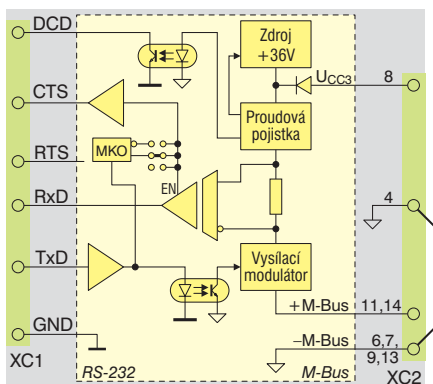 DCD
Zdroj
+36V
UCC3
8
CTS
Proudová
pojistka
RTS
MKO
EN
RxD
4
TxD
Vysílací
modulátor
+M-Bus 11,14
GND
−M-Bus 6,7,
9,13
XC1
RS-232
M-Bus
XC2